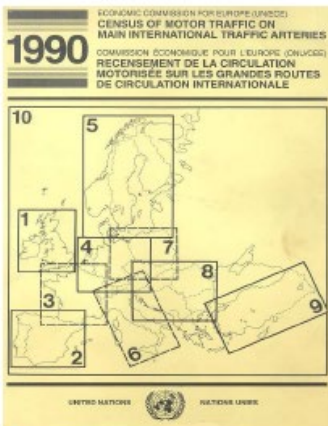 1990
ECONOMIC COMMISSION FOR EUROPE (UN/ECE)
CENSUS OF MOTOR TRAFFIC ON
MAIN INTERNATIONAL TRAFFIC ARTERIES
COMMISSION ÉCONOMIQUE POUR L'EUROPE (ONU/CEE)
RECENSEMENT DE LA CIRCULATION
MOTORISÉE SUR LES GRANDES ROUTES
DE CIRCULATION INTERNATIONALE
10
5
1
4
7
8
3
9
2
6
UNITED NATIONS
NATIONS UNIES